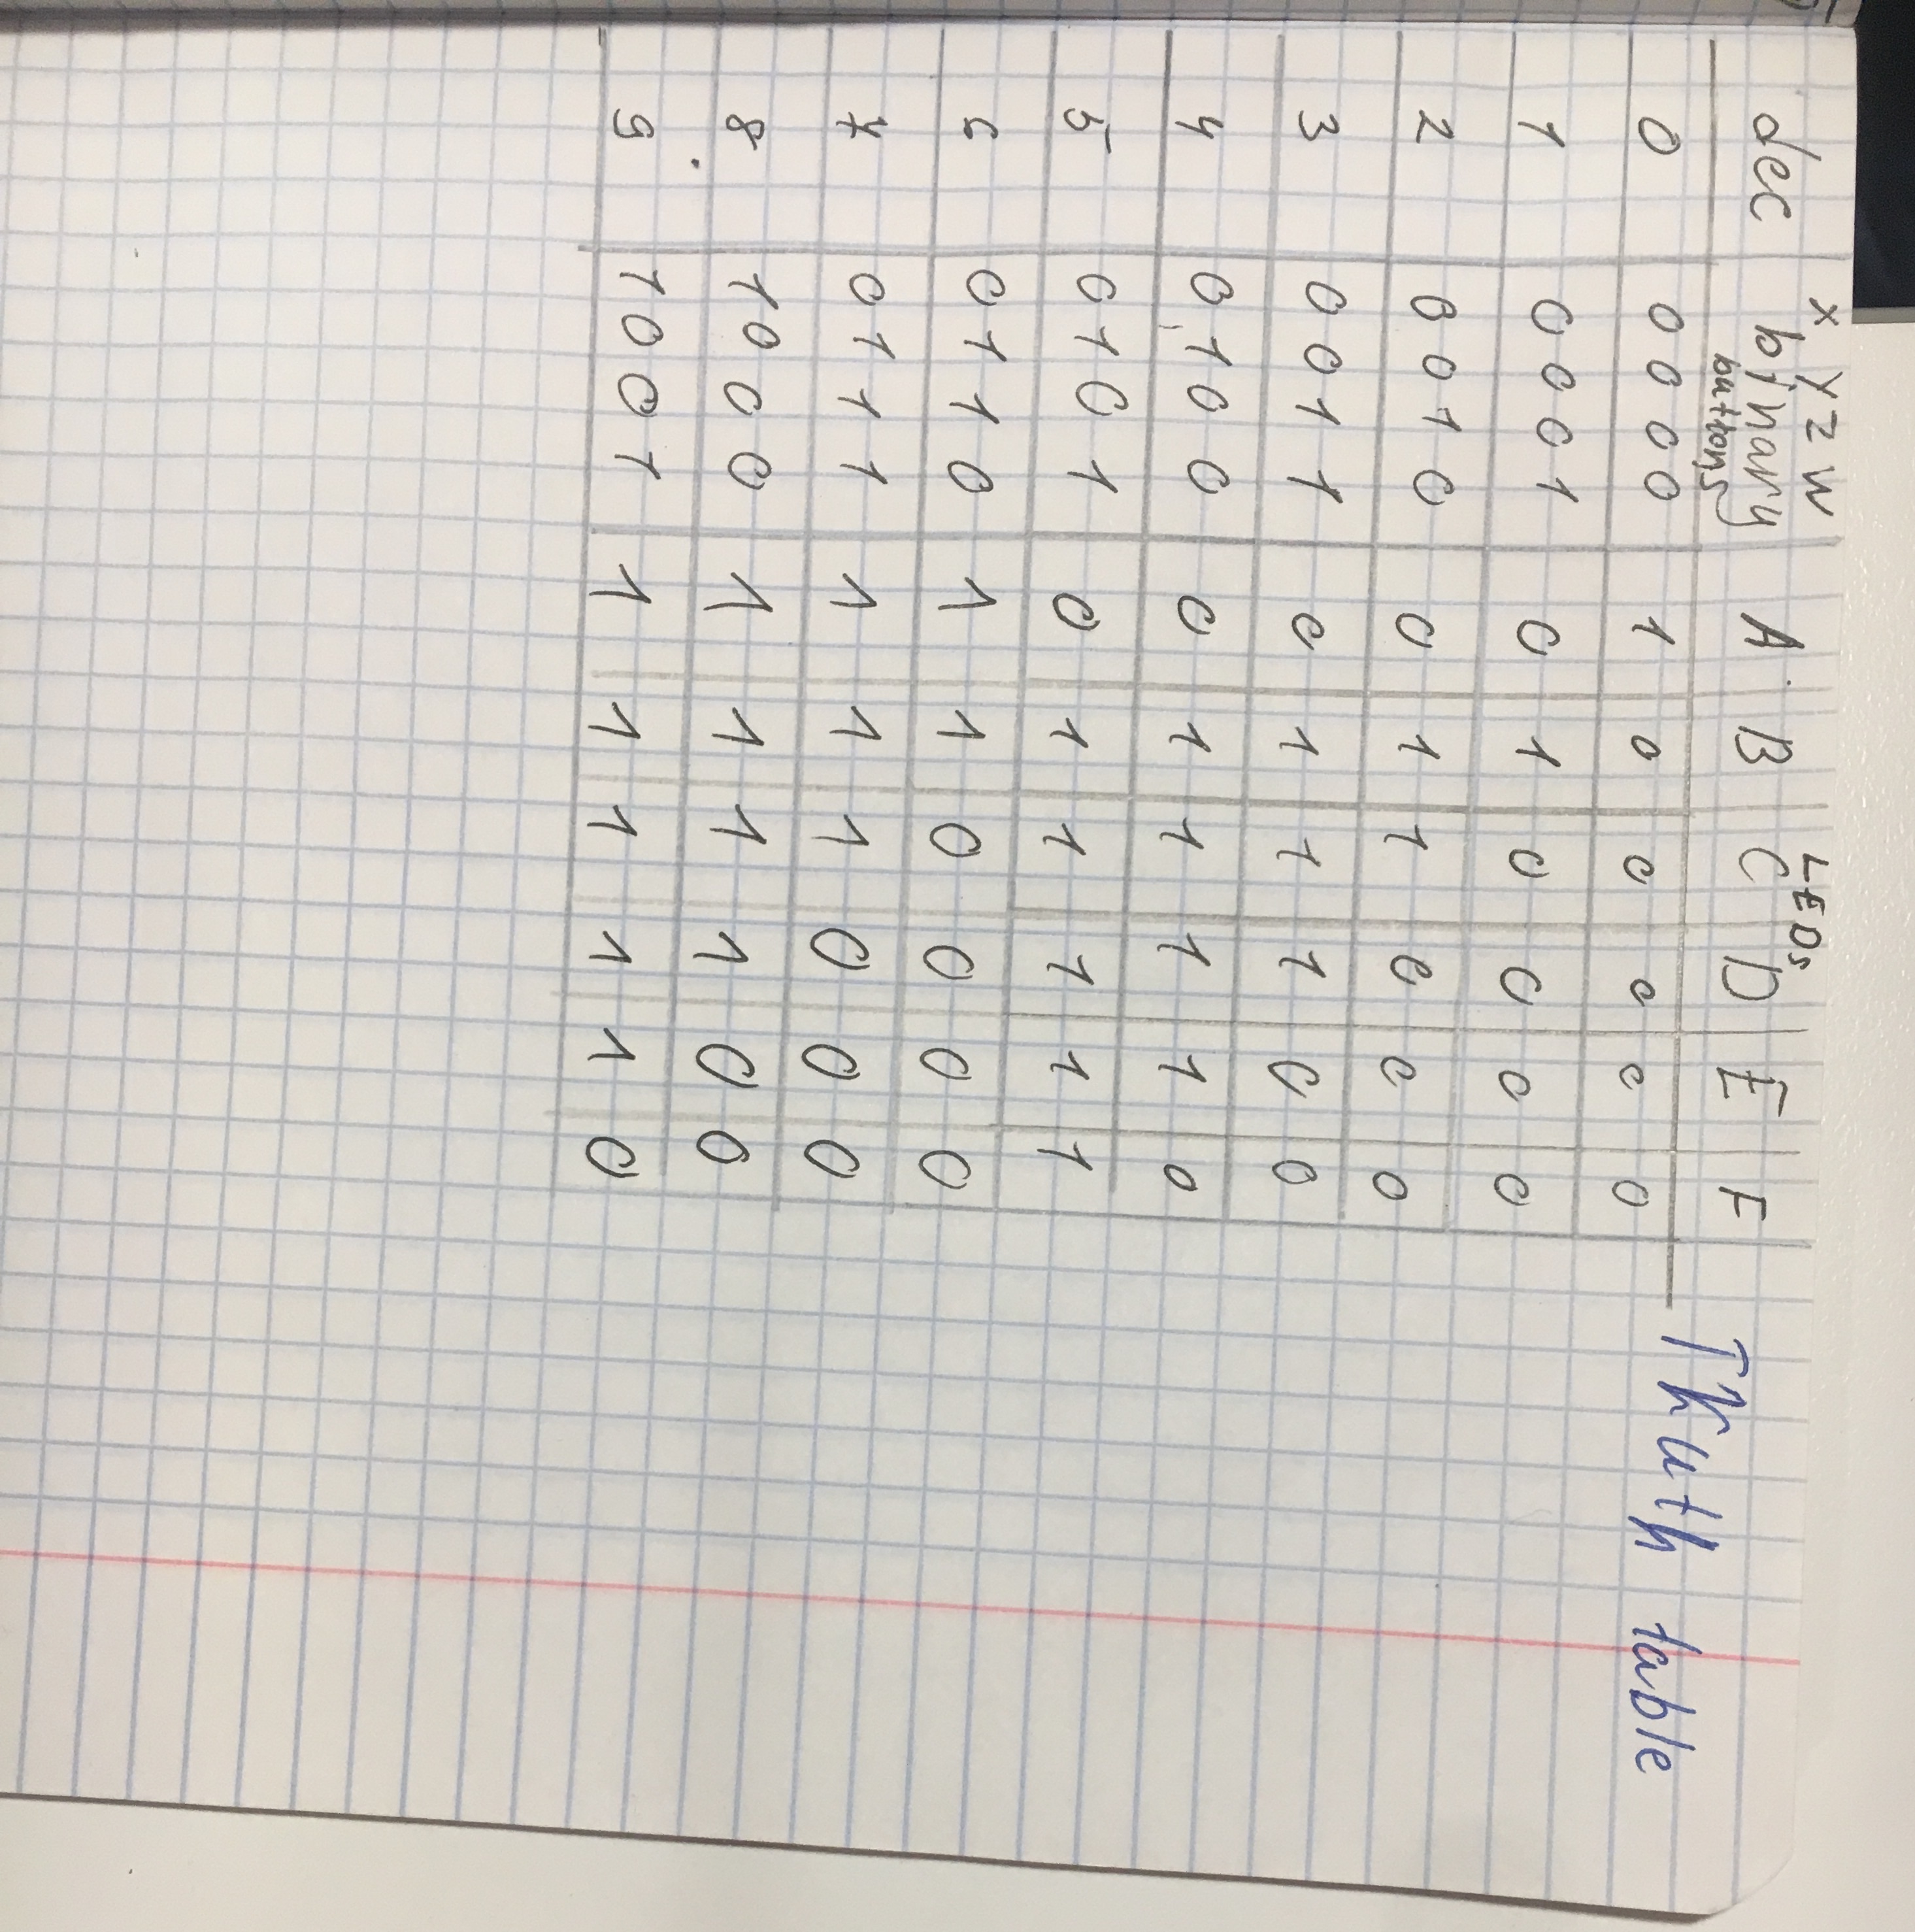 x y z w LEDs
dec binary A B C D E F
buttons
Truth table
0 0 0 0 0 1 0 0 0 0 0
1 0 0 0 1 0 1 0 0 0 0
2 0 0 1 0 0 1 1 0 0 0
3 0 0 1 1 0 1 1 1 0 0
4 0 1 0 0 0 1 1 1 1 0
5 0 1 0 1 0 1 1 1 1 1
6 0 1 1 0 1 1 0 0 0 0
7 0 1 1 1 1 1 1 0 0 0
8 1 0 0 0 1 1 1 1 0 0
9 1 0 0 1 1 1 1 1 1 0